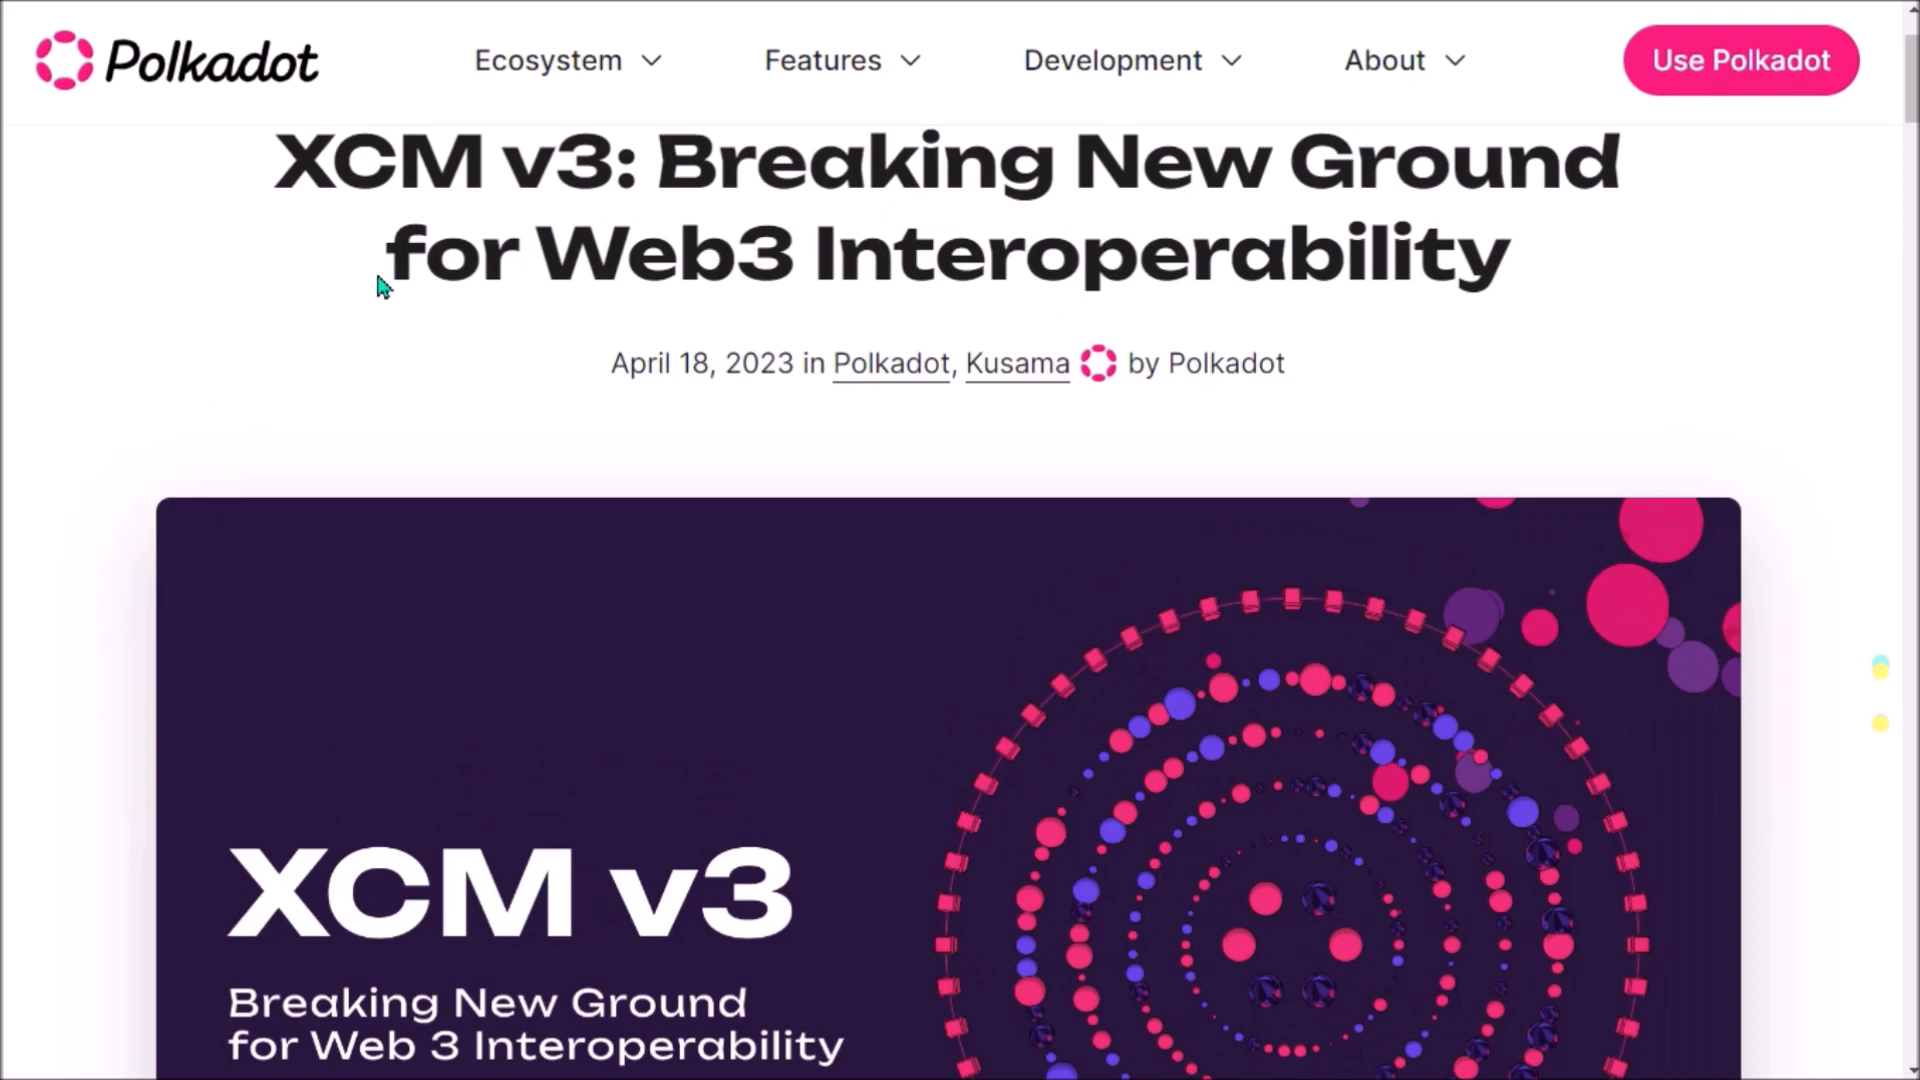 Polkadot
Ecosystem
Features
Development
About
Use Polkadot
XCM v3: Breaking New Ground
for Web3 Interoperability
April 18, 2023 in Polkadot, Kusama by Polkadot
XCM v3
Breaking New Ground
for Web 3 Interoperability